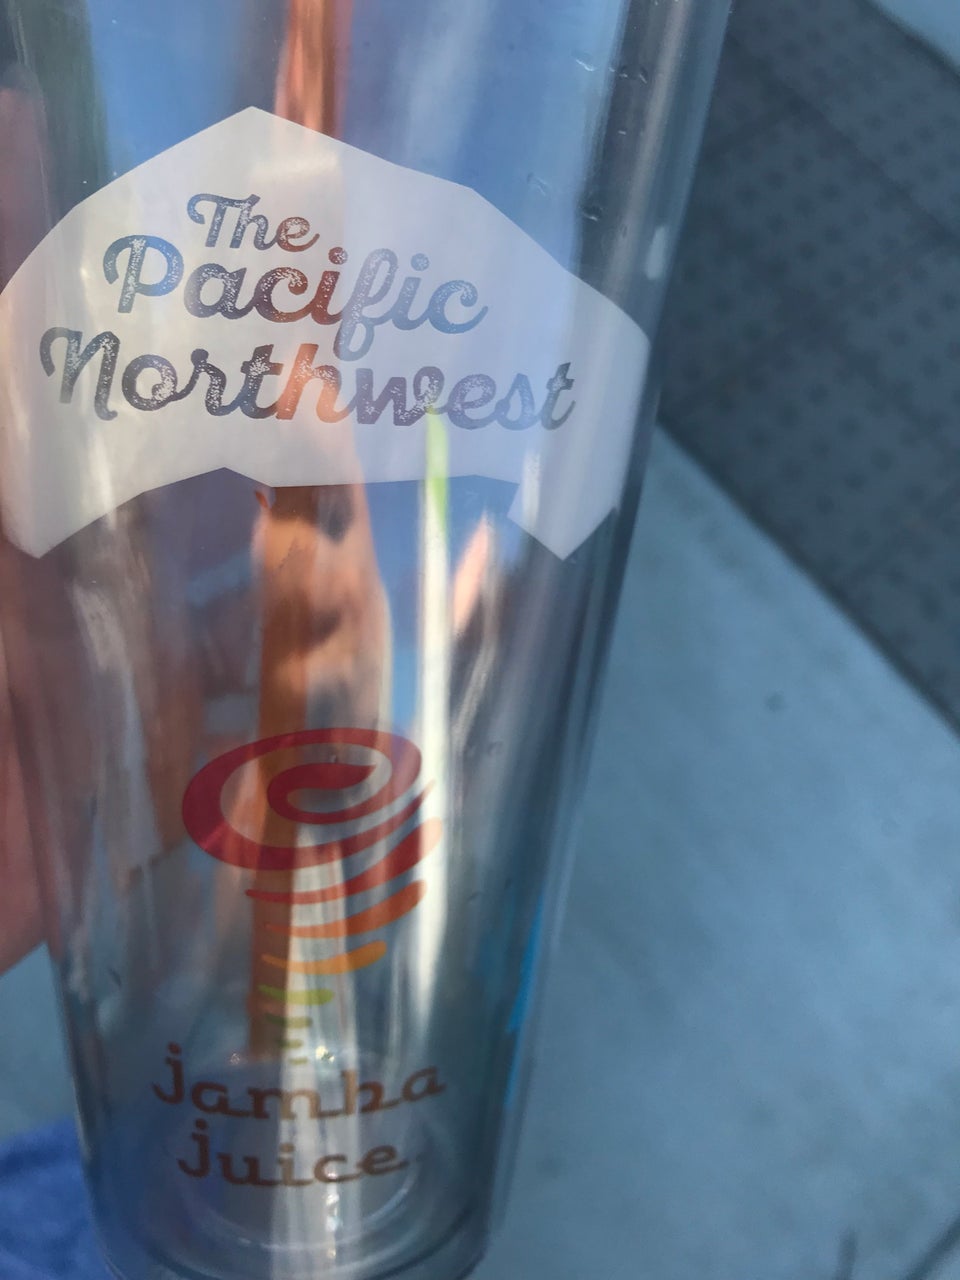 The
Pacific
Northwest
jamba
juice